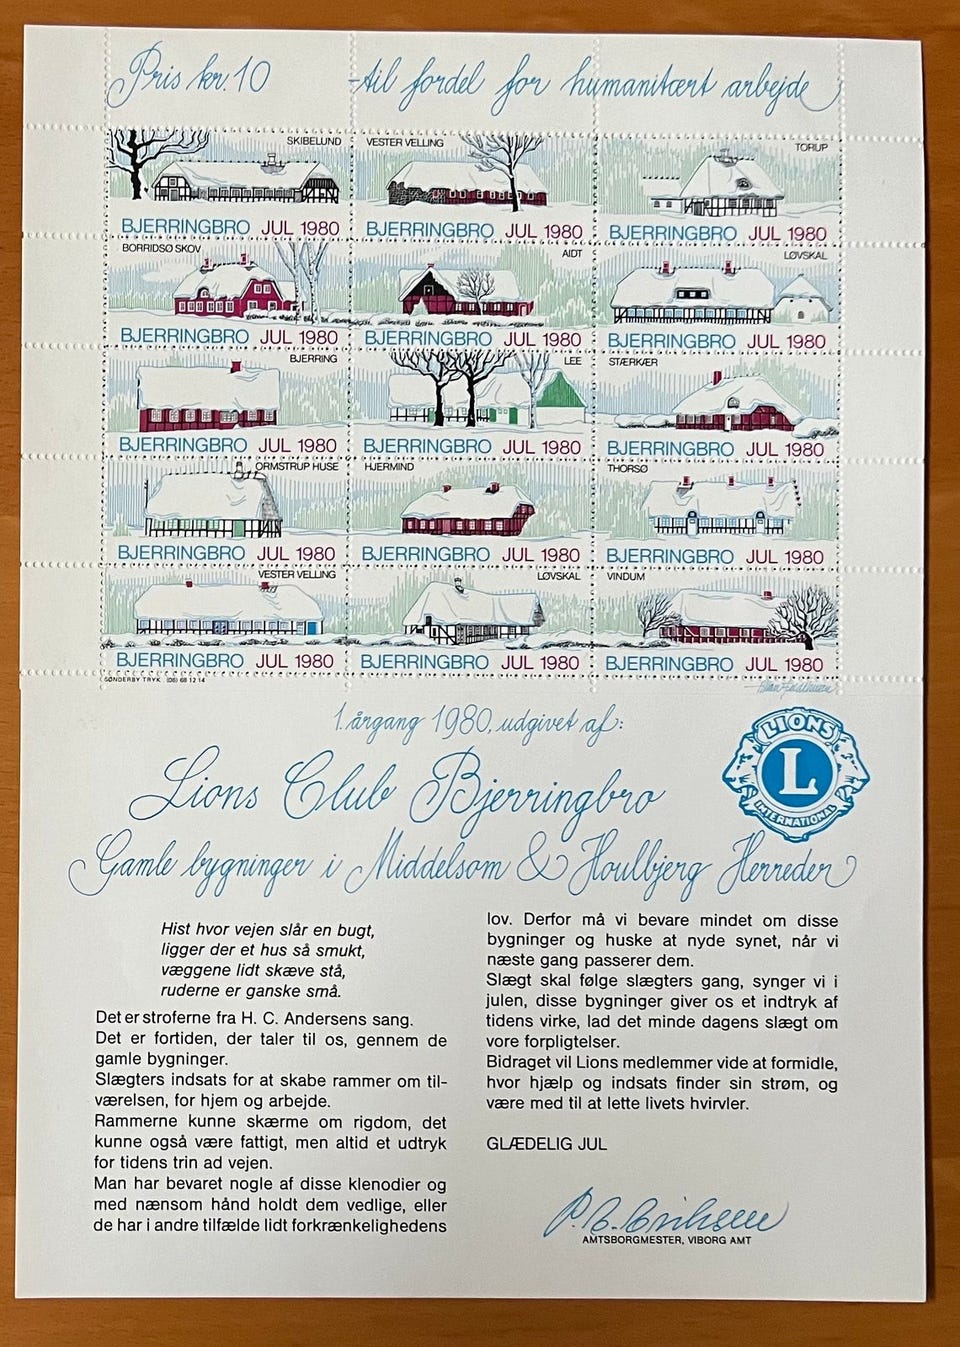 Pris kr. 10 -til fordel for humanitært arbejde
SKIBELUND
BJERRINGBRO JUL 1980
VESTER VELLING
BJERRINGBRO JUL 1980
TORUP
BJERRINGBRO JUL 1980
BORRIDSØ SKOV
BJERRINGBRO JUL 1980
AIDT
BJERRINGBRO JUL 1980
LØVSKAL
BJERRINGBRO JUL 1980
BJERRING
BJERRINGBRO JUL 1980
LEE
BJERRINGBRO JUL 1980
STÆRKÆR
BJERRINGBRO JUL 1980
ORMSTRUP HUSE
BJERRINGBRO JUL 1980
HJERMIND
BJERRINGBRO JUL 1980
THORSØ
BJERRINGBRO JUL 1980
VESTER VELLING
BJERRINGBRO JUL 1980
LØVSKAL
BJERRINGBRO JUL 1980
VINDUM
BJERRINGBRO JUL 1980
SØNDERBY TRYK (06) 68 12 14
1. årgang 1980, udgivet af:
Lions Club Bjerringbro
LIONS
L
INTERNATIONAL
Gamle bygninger i Middelsom & Houlbjerg Herreder
Hist hvor vejen slår en bugt,
ligger der et hus så smukt,
væggene lidt skæve stå,
ruderne er ganske små.
Det er stroferne fra H. C. Andersens sang.
Det er fortiden, der taler til os, gennem de
gamle bygninger.
Slægters indsats for at skabe rammer om til-
værelsen, for hjem og arbejde.
Rammerne kunne skærme om rigdom, det
kunne også være fattigt, men altid et udtryk
for tidens trin ad vejen.
Man har bevaret nogle af disse klenodier og
med nænsom hånd holdt dem vedlige, eller
de har i andre tilfælde lidt forkrænkelighedens
lov. Derfor må vi bevare mindet om disse
bygninger og huske at nyde synet, når vi
næste gang passerer dem.
Slægt skal følge slægters gang, synger vi i
julen, disse bygninger giver os et indtryk af
tidens virke, lad det minde dagens slægt om
vore forpligtelser.
Bidraget vil Lions medlemmer vide at formidle,
hvor hjælp og indsats finder sin strøm, og
være med til at lette livets hvirvler.
GLÆDELIG JUL
AMTSBORGMESTER, VIBORG AMT